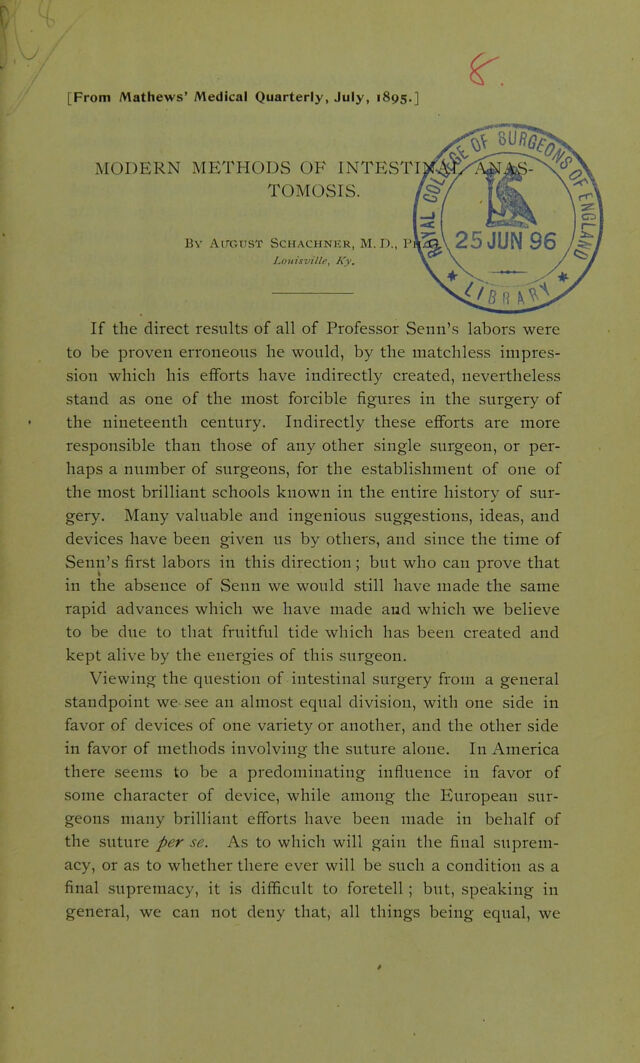 8.
[From Mathews' Medical Quarterly, July, 1895.]
MODERN METHODS OF INTESTINAL ANAS-
TOMOSIS.
By August Schachner, M. D., Ph.G.
Louisville, Ky.
ROYAL COLLEGE OF SURGEONS OF ENGLAND
25 JUN 96
* LIBRARY *
If the direct results of all of Professor Senn's labors were
to be proven erroneous he would, by the matchless impres-
sion which his efforts have indirectly created, nevertheless
stand as one of the most forcible figures in the surgery of
the nineteenth century. Indirectly these efforts are more
responsible than those of any other single surgeon, or per-
haps a number of surgeons, for the establishment of one of
the most brilliant schools known in the entire history of sur-
gery. Many valuable and ingenious suggestions, ideas, and
devices have been given us by others, and since the time of
Senn's first labors in this direction; but who can prove that
in the absence of Senn we would still have made the same
rapid advances which we have made and which we believe
to be due to that fruitful tide which has been created and
kept alive by the energies of this surgeon.
Viewing the question of intestinal surgery from a general
standpoint we see an almost equal division, with one side in
favor of devices of one variety or another, and the other side
in favor of methods involving the suture alone. In America
there seems to be a predominating influence in favor of
some character of device, while among the European sur-
geons many brilliant efforts have been made in behalf of
the suture per se. As to which will gain the final suprem-
acy, or as to whether there ever will be such a condition as a
final supremacy, it is difficult to foretell; but, speaking in
general, we can not deny that, all things being equal, we